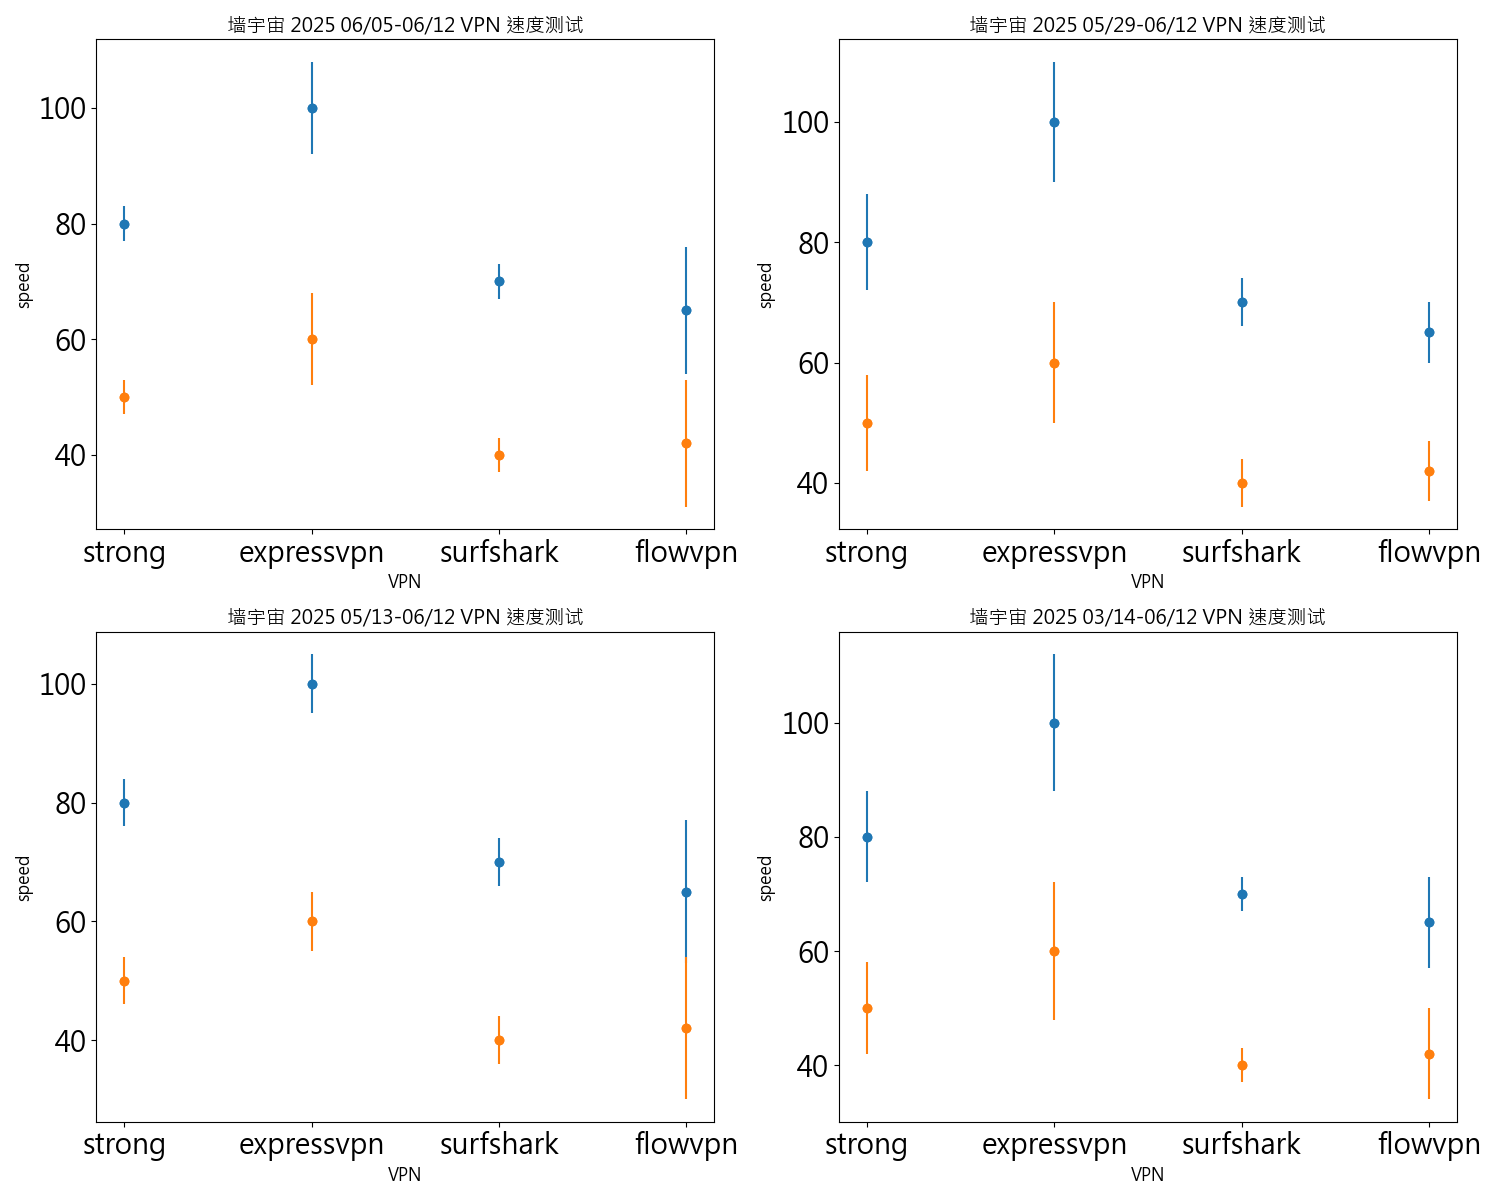 墙宇宙 2025 06/05-06/12 VPN 速度测试
100
80
60
40
speed
strong expressvpn surfshark flowvpn
VPN
墙宇宙 2025 05/29-06/12 VPN 速度测试
100
80
60
40
speed
strong expressvpn surfshark flowvpn
VPN
墙宇宙 2025 05/13-06/12 VPN 速度测试
100
80
60
40
speed
strong expressvpn surfshark flowvpn
VPN
墙宇宙 2025 03/14-06/12 VPN 速度测试
100
80
60
40
speed
strong expressvpn surfshark flowvpn
VPN